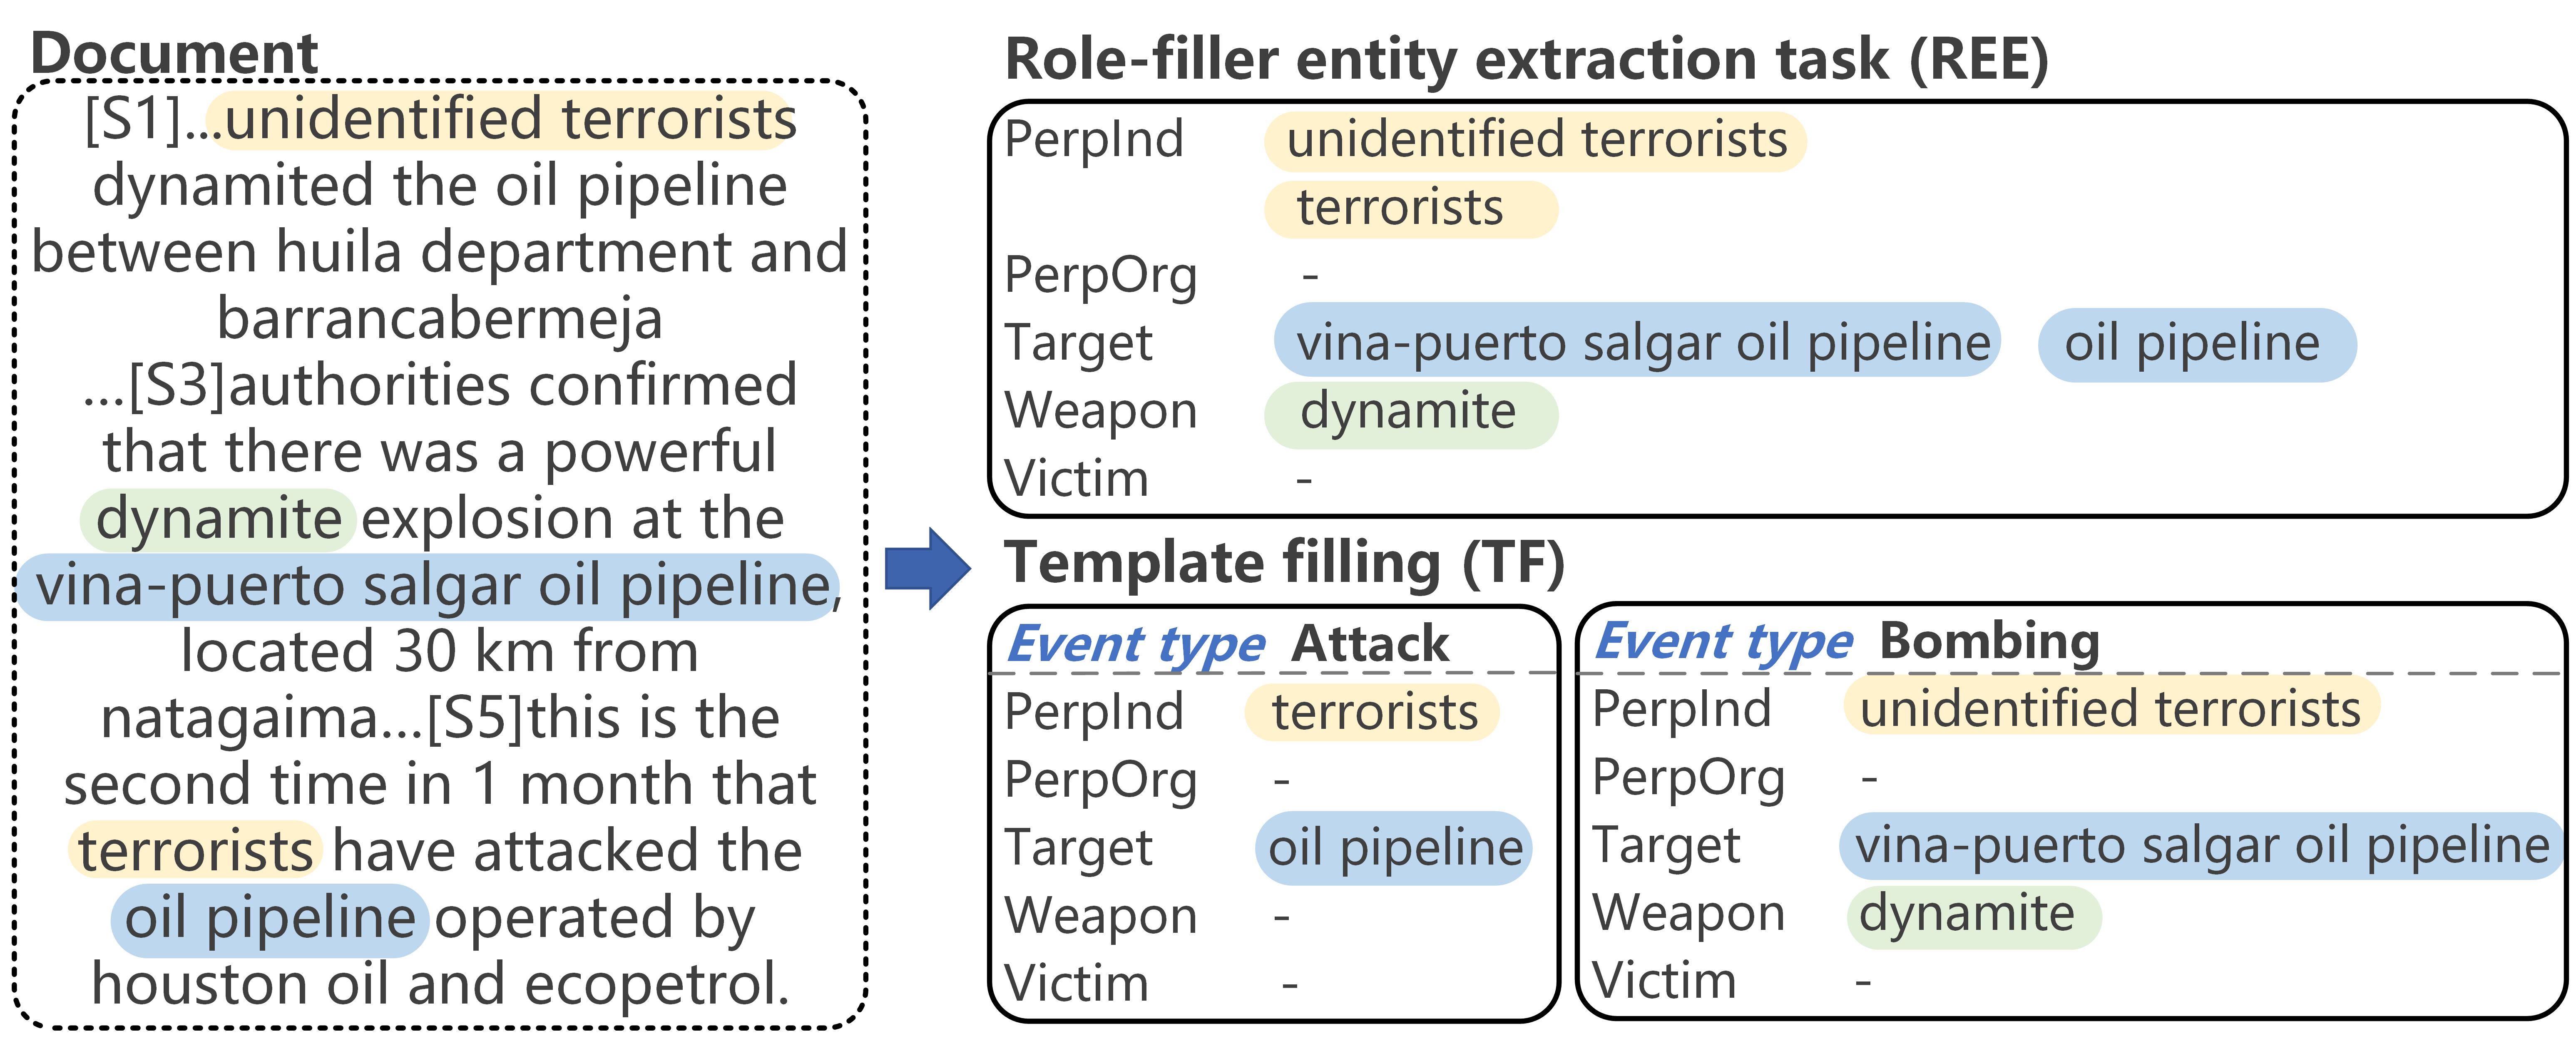 Document
[S1]...unidentified terrorists
dynamited the oil pipeline
between huila department and
barrancabermeja
...[S3]authorities confirmed
that there was a powerful
dynamite explosion at the
vina-puerto salgar oil pipeline,
located 30 km from
natagaima...[S5]this is the
second time in 1 month that
terrorists have attacked the
oil pipeline operated by
houston oil and ecopetrol.
Role-filler entity extraction task (REE)
PerpInd unidentified terrorists
terrorists
PerpOrg -
Target vina-puerto salgar oil pipeline oil pipeline
Weapon dynamite
Victim -
Template filling (TF)
Event type Attack
PerpInd terrorists
PerpOrg -
Target oil pipeline
Weapon -
Victim -
Event type Bombing
PerpInd unidentified terrorists
PerpOrg -
Target vina-puerto salgar oil pipeline
Weapon dynamite
Victim -